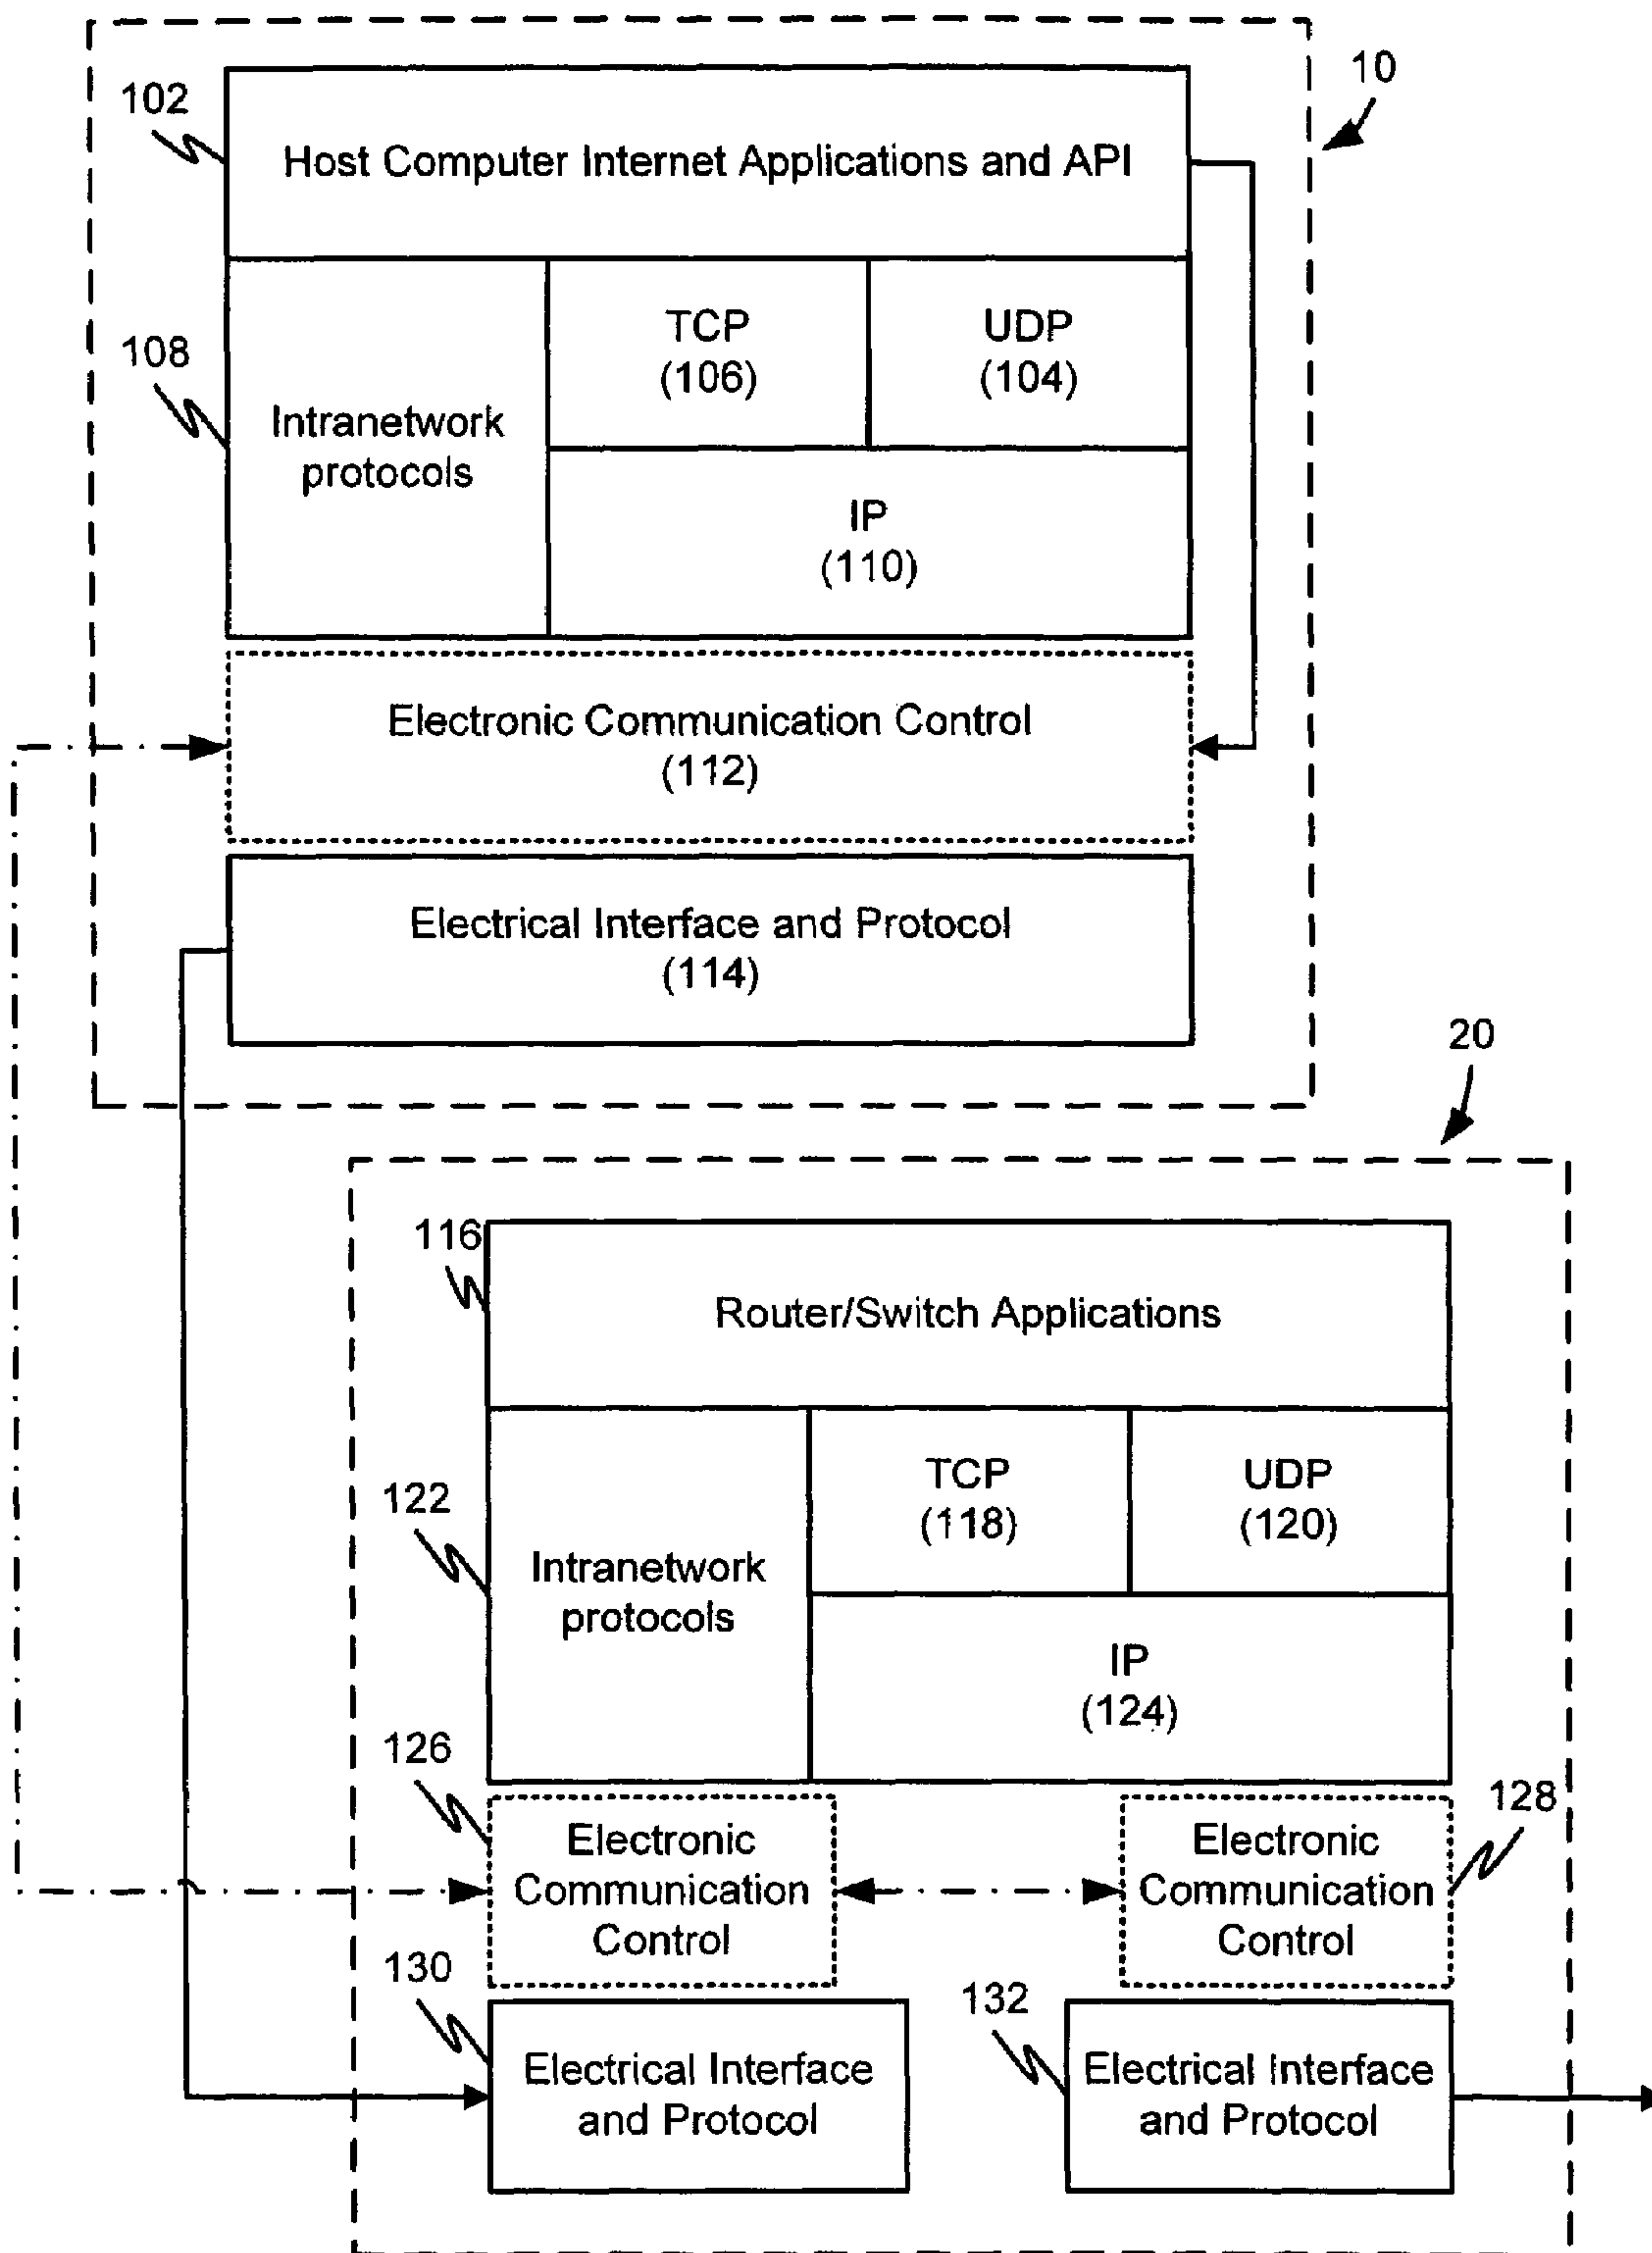 10
102
Host Computer Internet Applications and API
108
Intranetwork
protocols
TCP
(106)
UDP
(104)
IP
(110)
Electronic Communication Control
(112)
Electrical Interface and Protocol
(114)
20
116
Router/Switch Applications
122
Intranetwork
protocols
TCP
(118)
UDP
(120)
IP
(124)
126
Electronic
Communication
Control
128
Electronic
Communication
Control
130
Electrical Interface
and Protocol
132
Electrical Interface
and Protocol